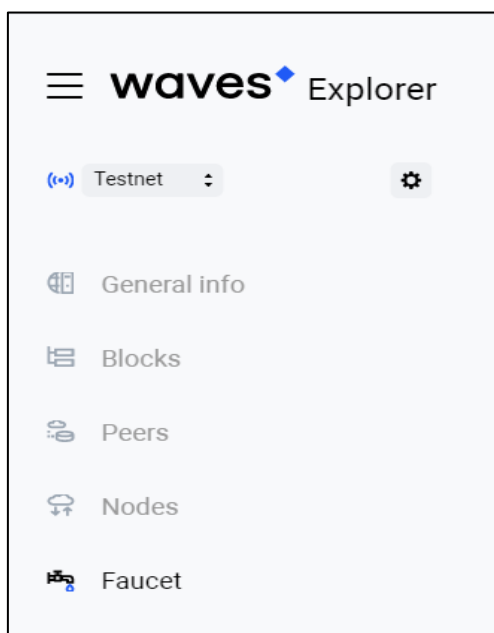 waves Explorer
Testnet
General info
Blocks
Peers
Nodes
Faucet